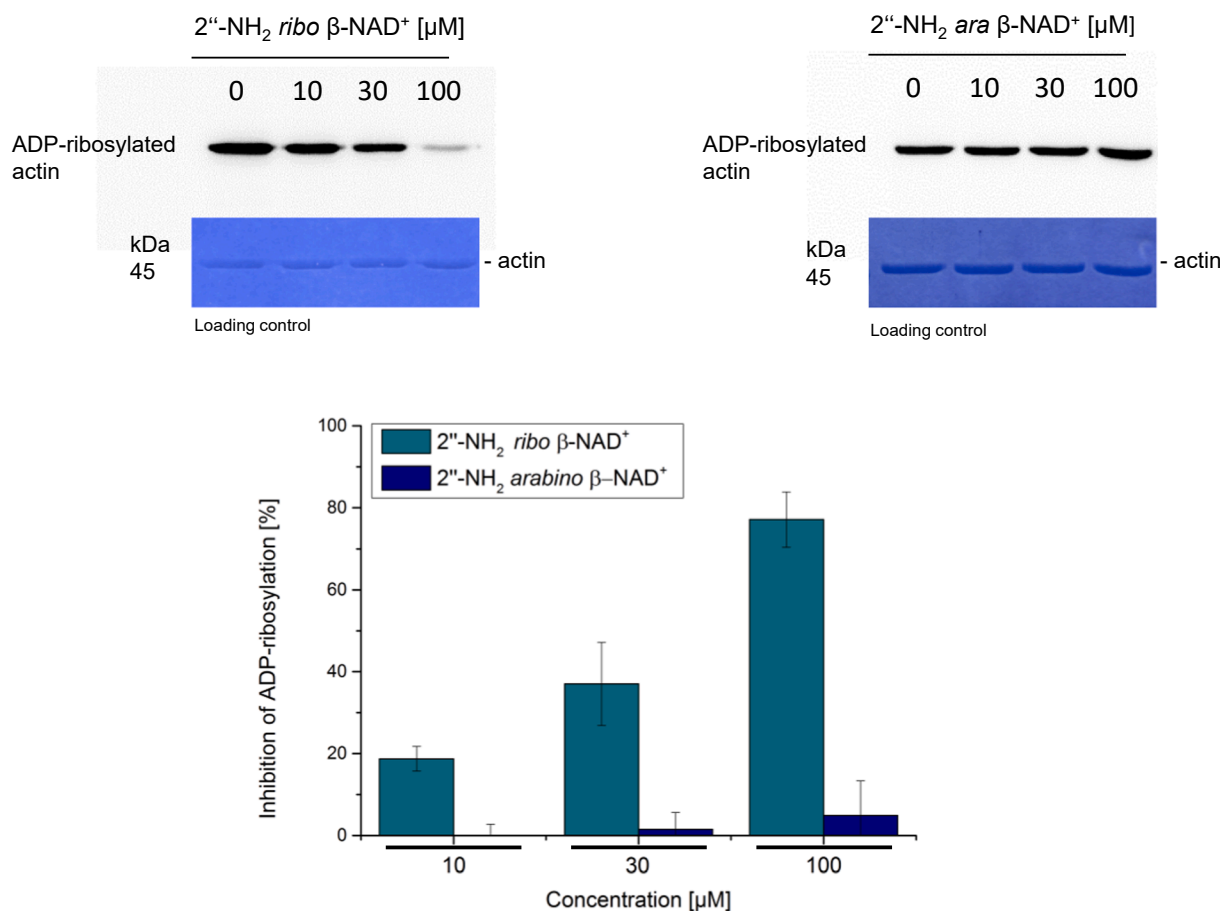 2“-NH₂ ribo β-NAD⁺ [µM]
0 10 30 100
ADP-ribosylated
actin
kDa
45
- actin
Loading control
2“-NH₂ ara β-NAD⁺ [µM]
0 10 30 100
ADP-ribosylated
actin
kDa
45
- actin
Loading control
2"-NH₂ ribo β-NAD⁺
2"-NH₂ arabino β–NAD⁺
Inhibition of ADP-ribosylation [%]
100
80
60
40
20
0
10 30 100
Concentration [µM]